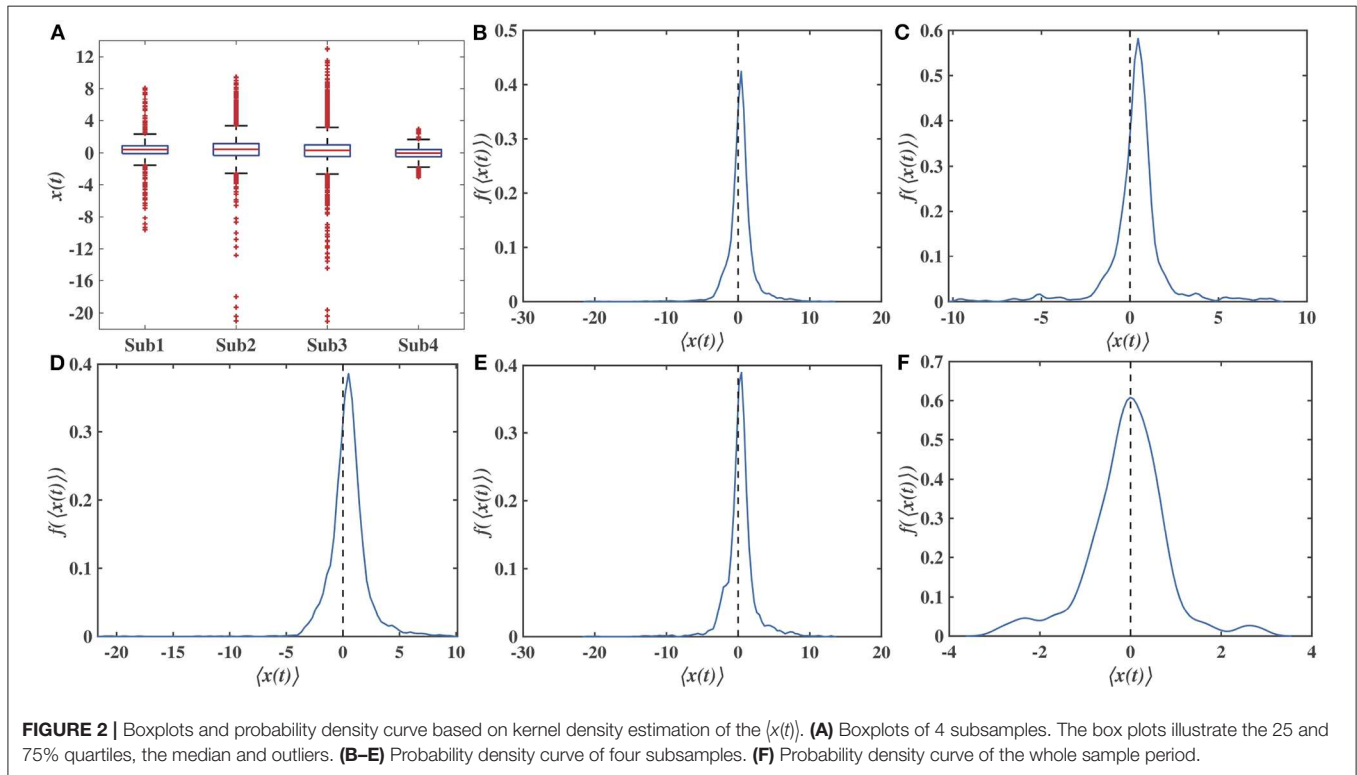 A
x(t)
12
8
4
0
-4
-8
-12
-16
-20
Sub1 Sub2 Sub3 Sub4
B
f(⟨x(t)⟩)
0.5
0.4
0.3
0.2
0.1
0
-30 -20 -10 0 10 20
⟨x(t)⟩
C
f(⟨x(t)⟩)
0.6
0.5
0.4
0.3
0.2
0.1
0
-10 -5 0 5 10
⟨x(t)⟩
D
f(⟨x(t)⟩)
0.4
0.3
0.2
0.1
0
-20 -15 -10 -5 0 5 10
⟨x(t)⟩
E
f(⟨x(t)⟩)
0.4
0.3
0.2
0.1
0
-30 -20 -10 0 10 20
⟨x(t)⟩
F
f(⟨x(t)⟩)
0.7
0.6
0.5
0.4
0.3
0.2
0.1
0
-4 -2 0 2 4
⟨x(t)⟩
FIGURE 2 | Boxplots and probability density curve based on kernel density estimation of the ⟨x(t)⟩. (A) Boxplots of 4 subsamples. The box plots illustrate the 25 and
75% quartiles, the median and outliers. (B–E) Probability density curve of four subsamples. (F) Probability density curve of the whole sample period.